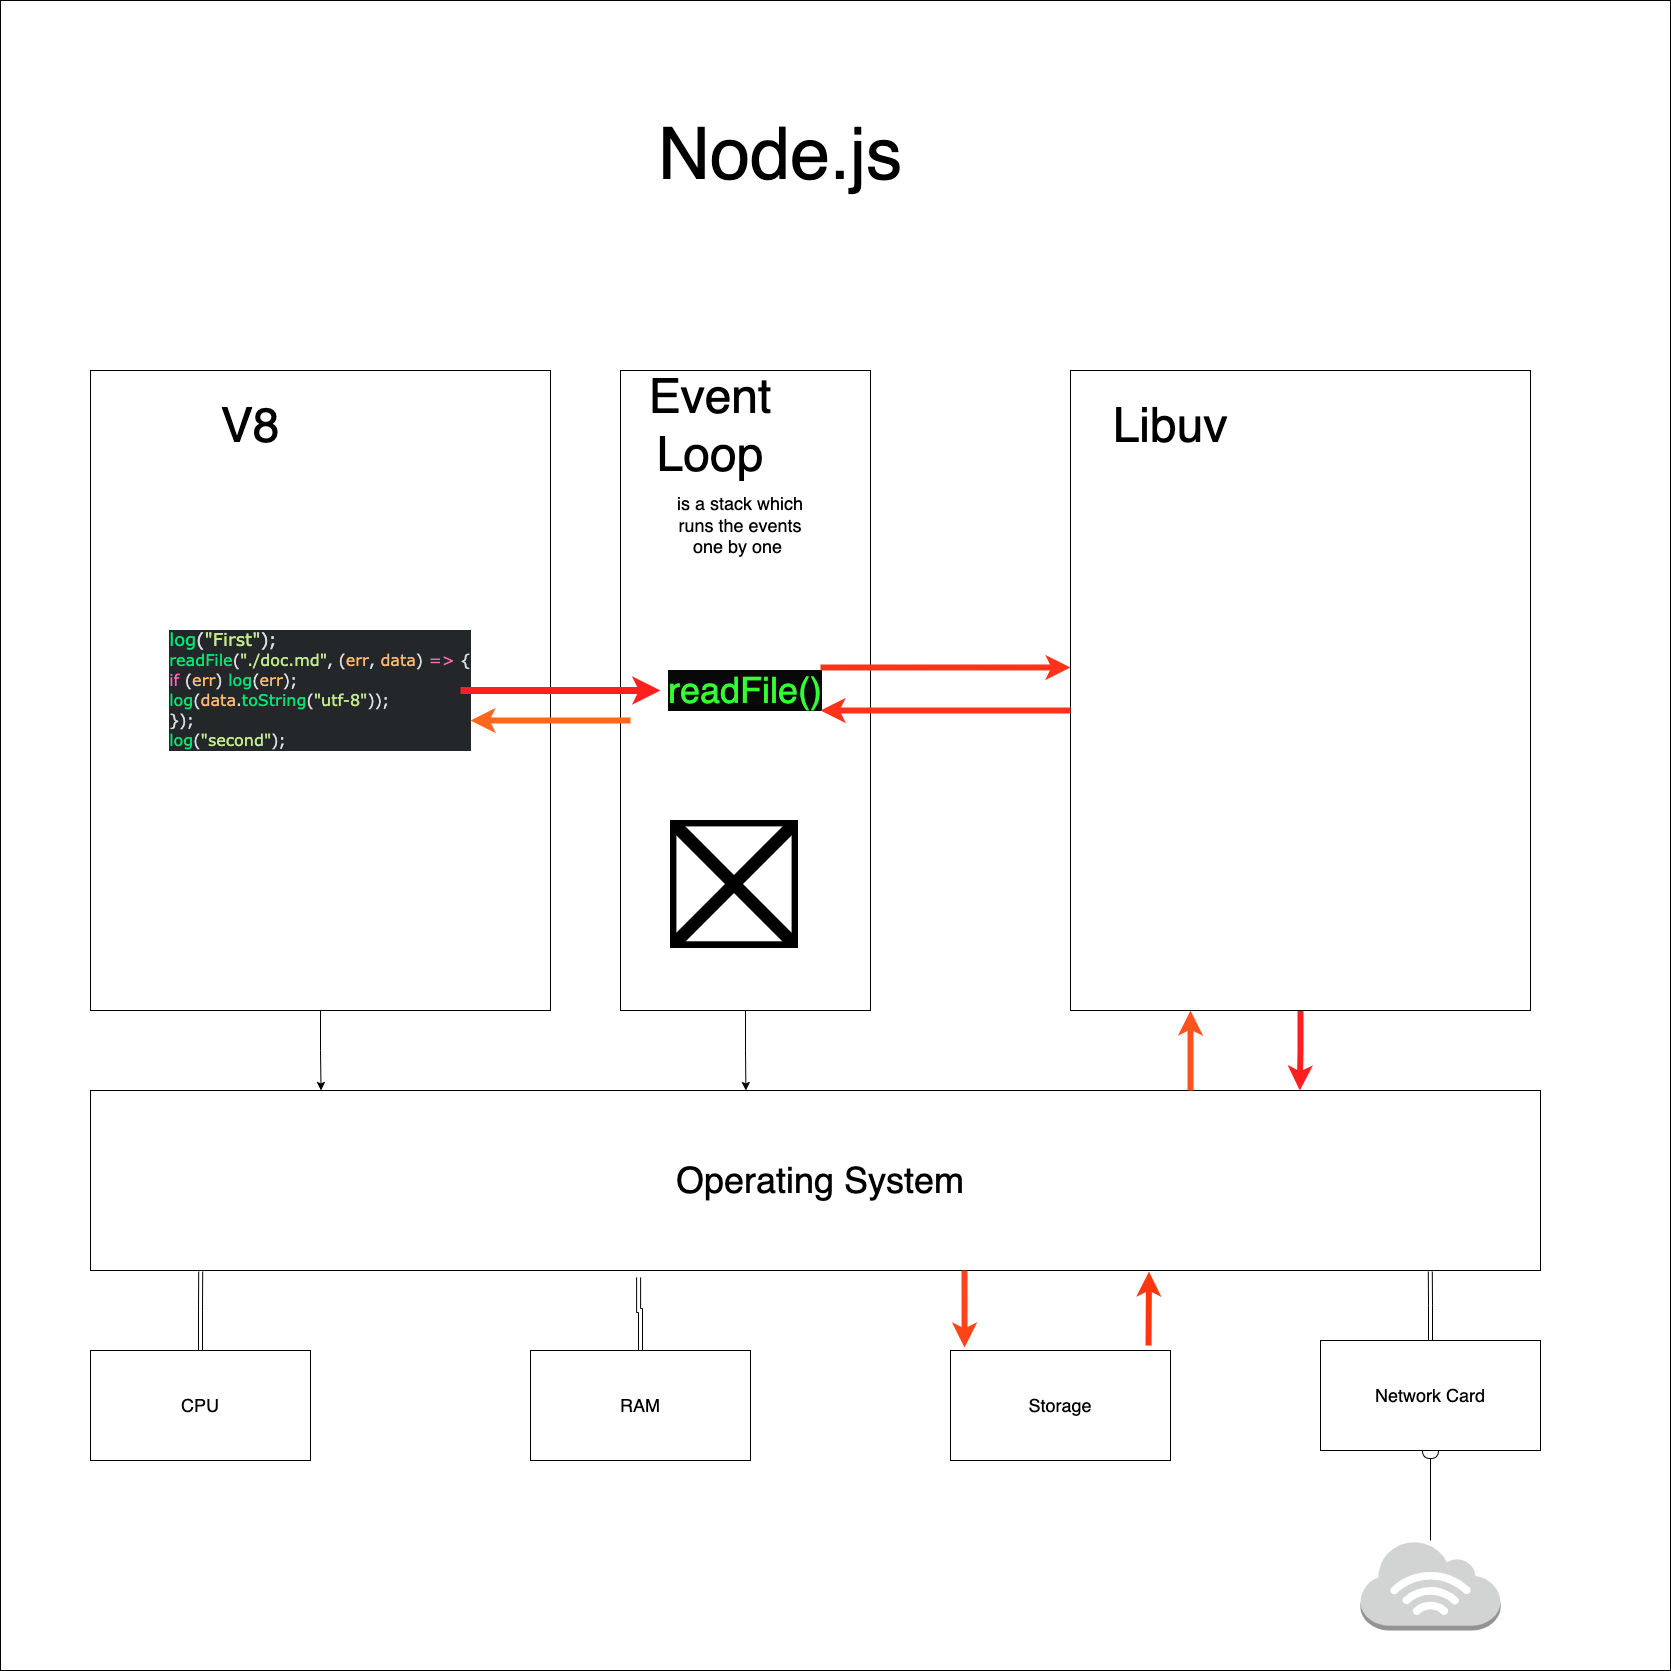 Node.js
V8
Event
Loop
is a stack which
runs the events
one by one
Libuv
log("First");
readFile("./doc.md", (err, data) => {
if (err) log(err);
log(data.toString("utf-8"));
});
log("second");
readFile()
Operating System
CPU
RAM
Storage
Network Card